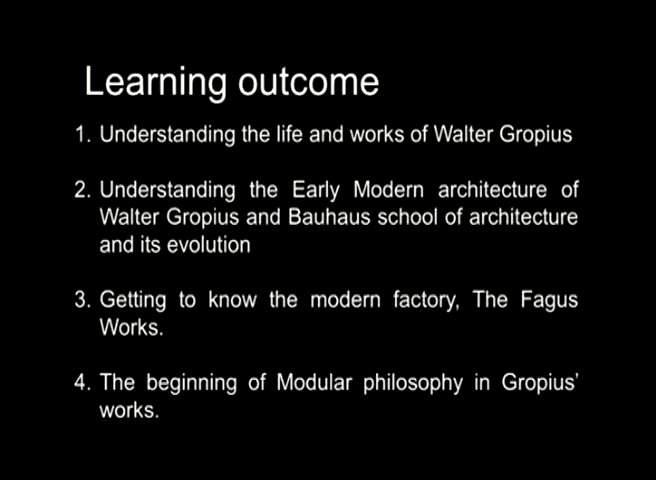 Learning outcome
1. Understanding the life and works of Walter Gropius
2. Understanding the Early Modern architecture of
Walter Gropius and Bauhaus school of architecture
and its evolution
3. Getting to know the modern factory, The Fagus
Works.
4. The beginning of Modular philosophy in Gropius’
works.